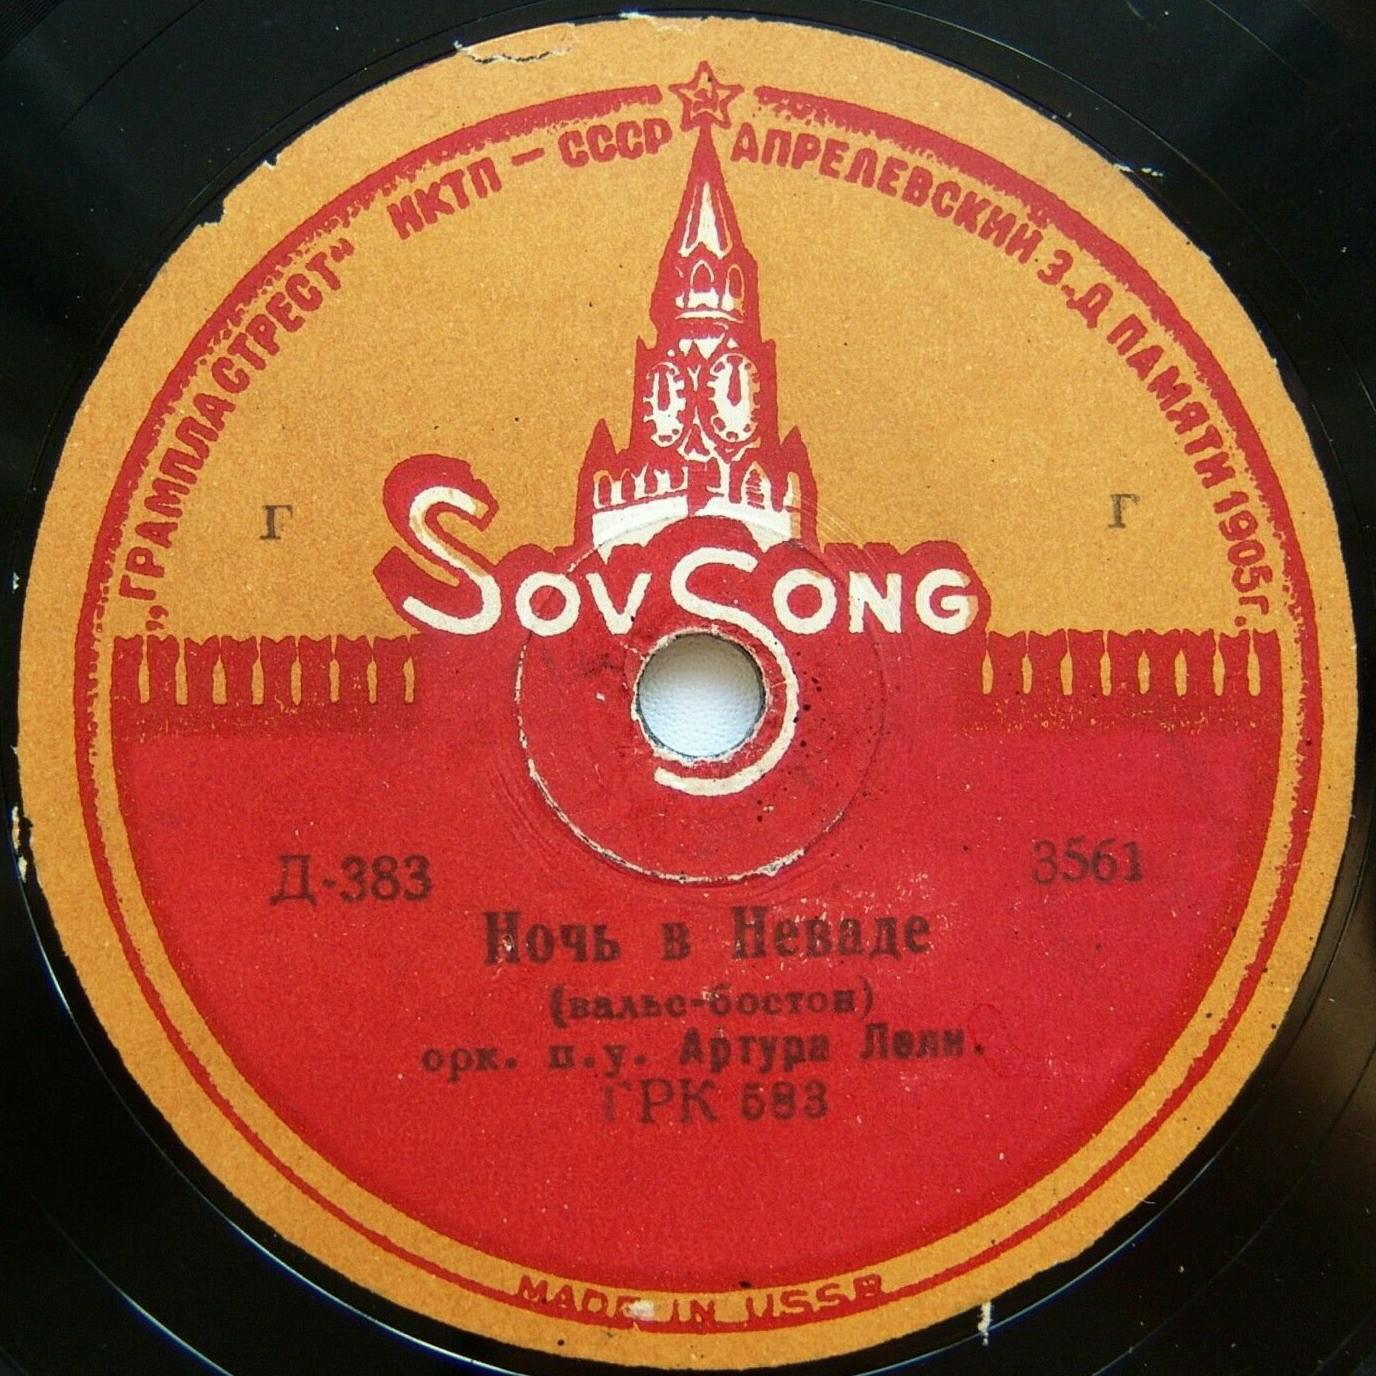 „ГРАМПЛАСТРЕСТ“ НКТП – СССР АПРЕЛЕВСКИЙ З-Д ПАМЯТИ 1905 г.
Г Г
SOVSONG
Д-383 3561
Ночь в Неваде
(вальс-бостон)
орк. п.у. Артура Лели.
ГРК 583
MADE IN USSR